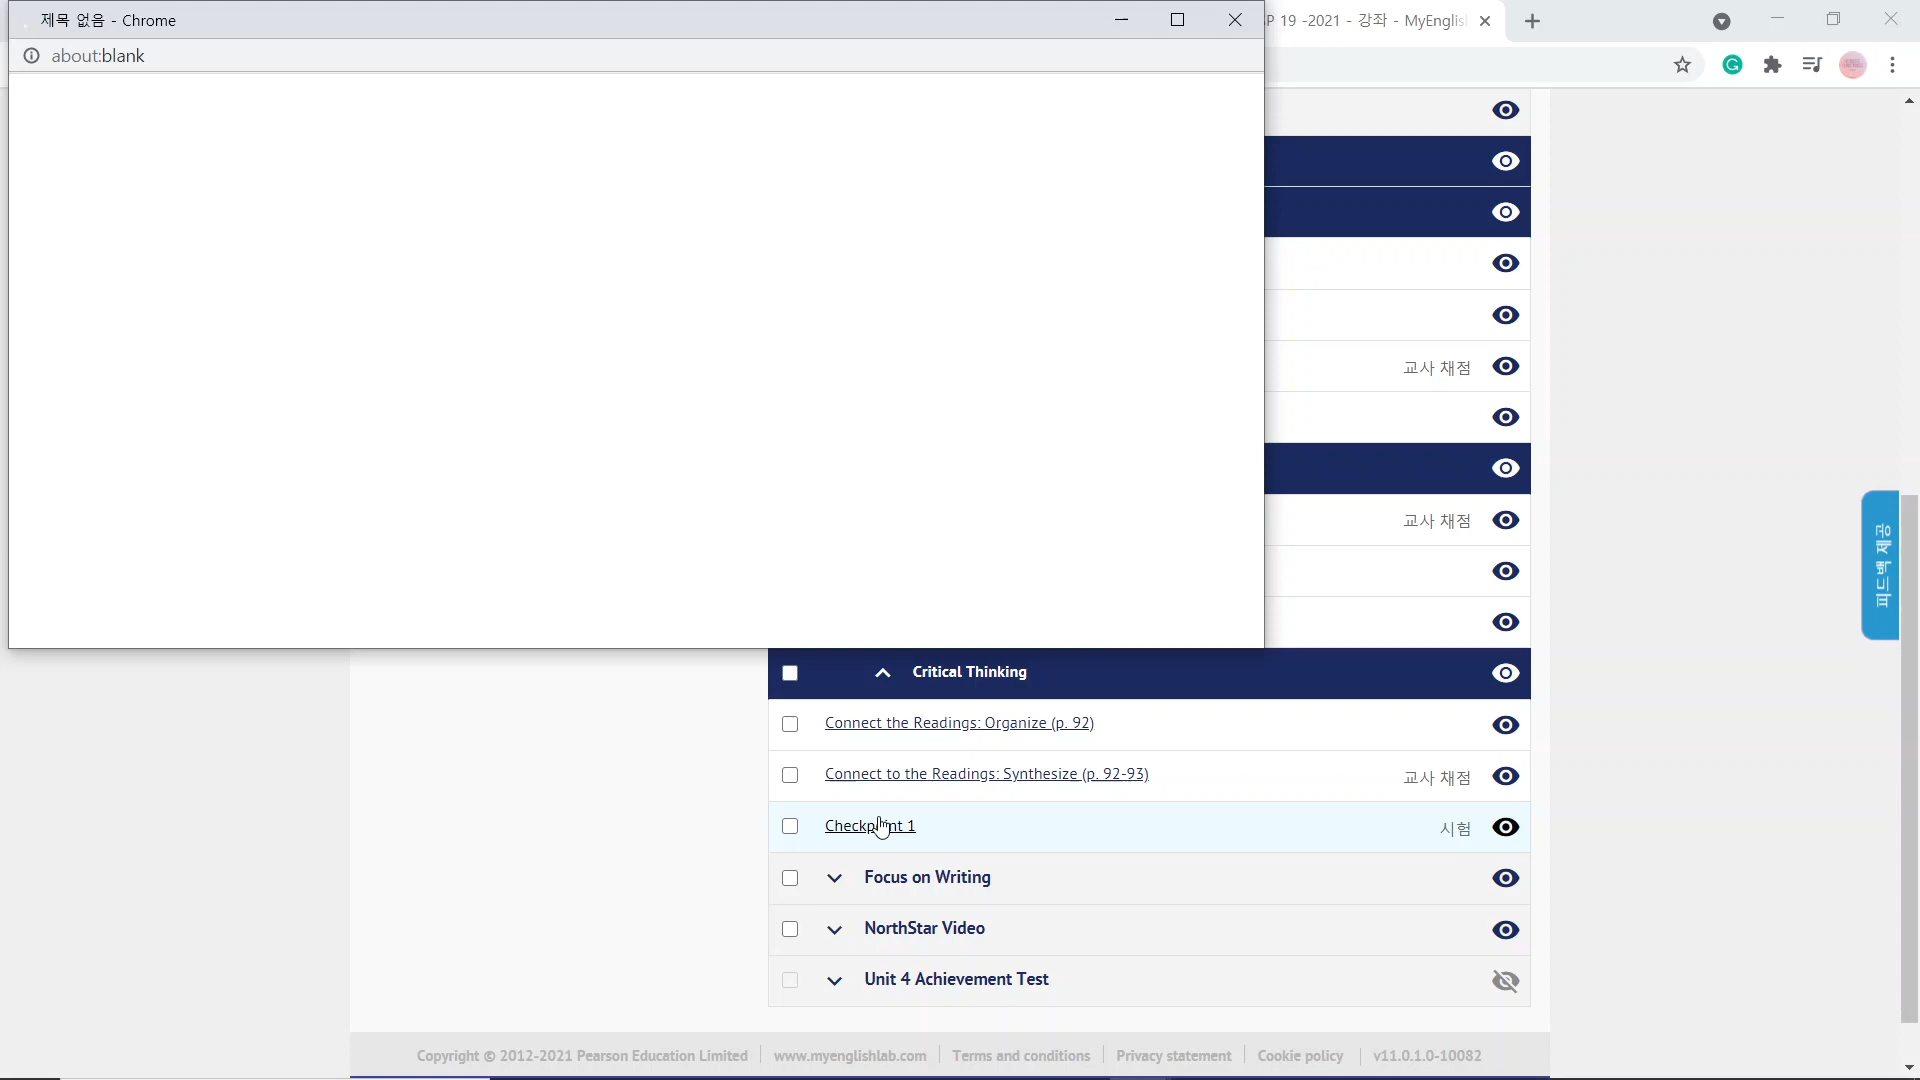 제목 없음 - Chrome
P 19 -2021 - 강좌 - MyEnglis
about:blank
교사 채점
교사 채점
피드백 제공
Critical Thinking
Connect the Readings: Organize (p. 92)
Connect to the Readings: Synthesize (p. 92-93)
교사 채점
Checkpoint 1
시험
Focus on Writing
NorthStar Video
Unit 4 Achievement Test
Copyright © 2012-2021 Pearson Education Limited
www.myenglishlab.com
Terms and conditions
Privacy statement
Cookie policy
v11.0.1.0-10082